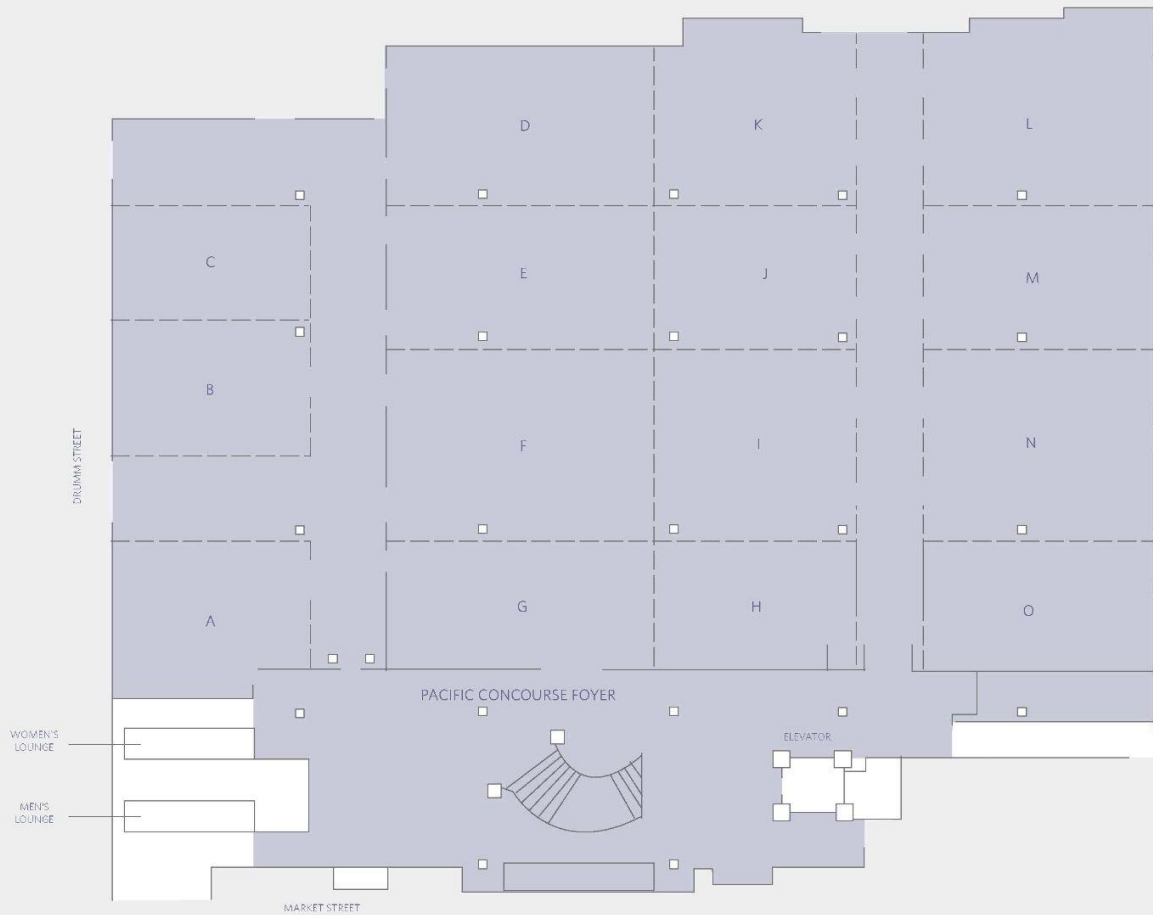 D
K
L
C
E
J
M
B
F
I
N
DRUMM STREET
A
G
H
O
PACIFIC CONCOURSE FOYER
WOMEN'S
LOUNGE
ELEVATOR
MEN'S
LOUNGE
MARKET STREET